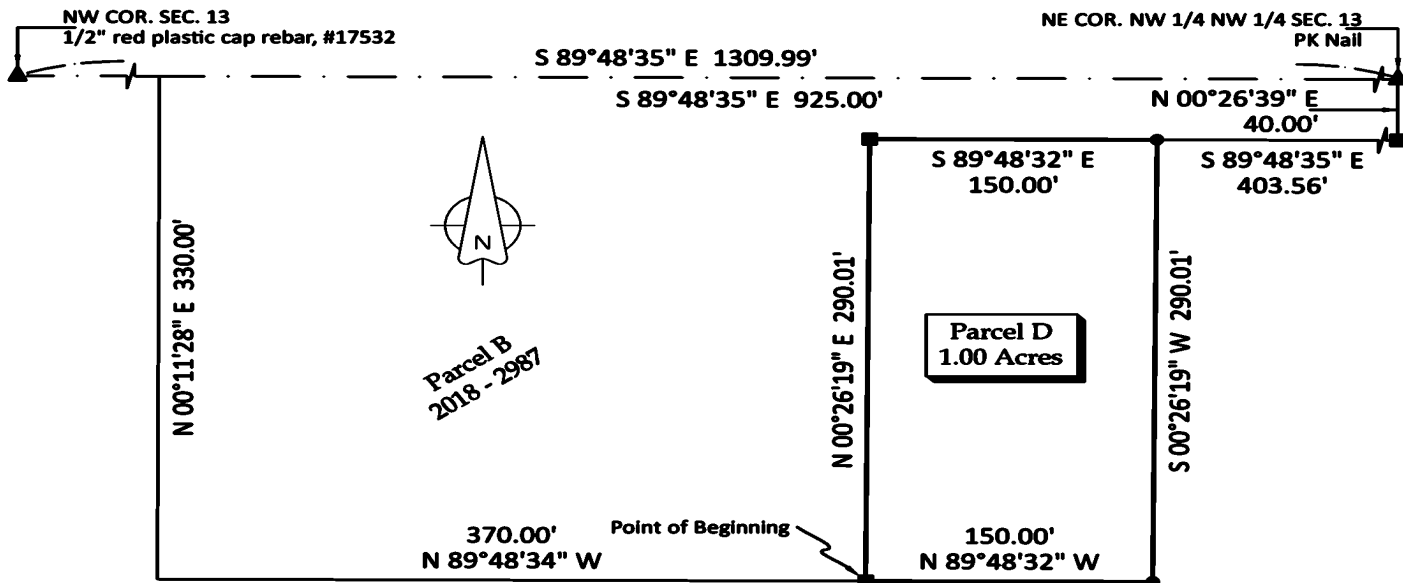 NW COR. SEC. 13
1/2" red plastic cap rebar, #17532
NE COR. NW 1/4 NW 1/4 SEC. 13
PK Nail
S 89°48'35" E 1309.99'
S 89°48'35" E 925.00'
N 00°26'39" E
40.00'
S 89°48'32" E
150.00'
S 89°48'35" E
403.56'
N 00°11'28" E 330.00'
N
Parcel B
2018 - 2987
N 00°26'19" E 290.01'
Parcel D
1.00 Acres
S 00°26'19" W 290.01'
370.00'
N 89°48'34" W
Point of Beginning
150.00'
N 89°48'32" W